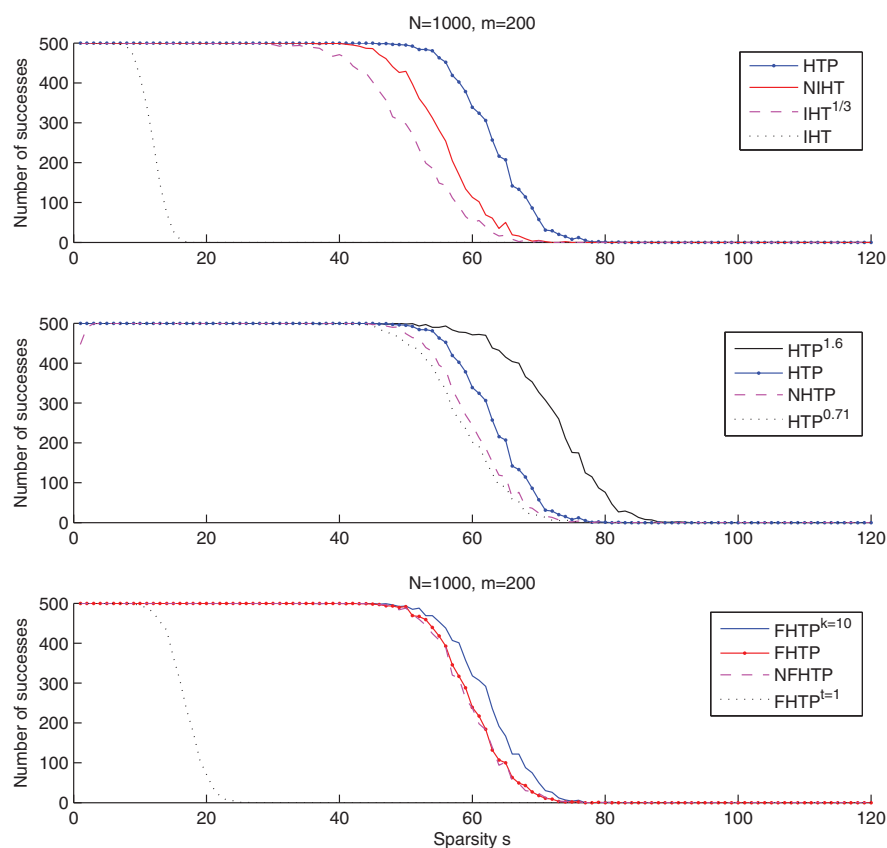 N=1000, m=200
Number of successes
500
400
300
200
100
0
0 20 40 60 80 100 120
HTP
NIHT
IHT^1/3
IHT
Number of successes
500
400
300
200
100
0
0 20 40 60 80 100 120
HTP^1.6
HTP
NHTP
HTP^0.71
N=1000, m=200
Number of successes
500
400
300
200
100
0
0 20 40 60 80 100 120
Sparsity s
FHTP^k=10
FHTP
NFHTP
FHTP^t=1